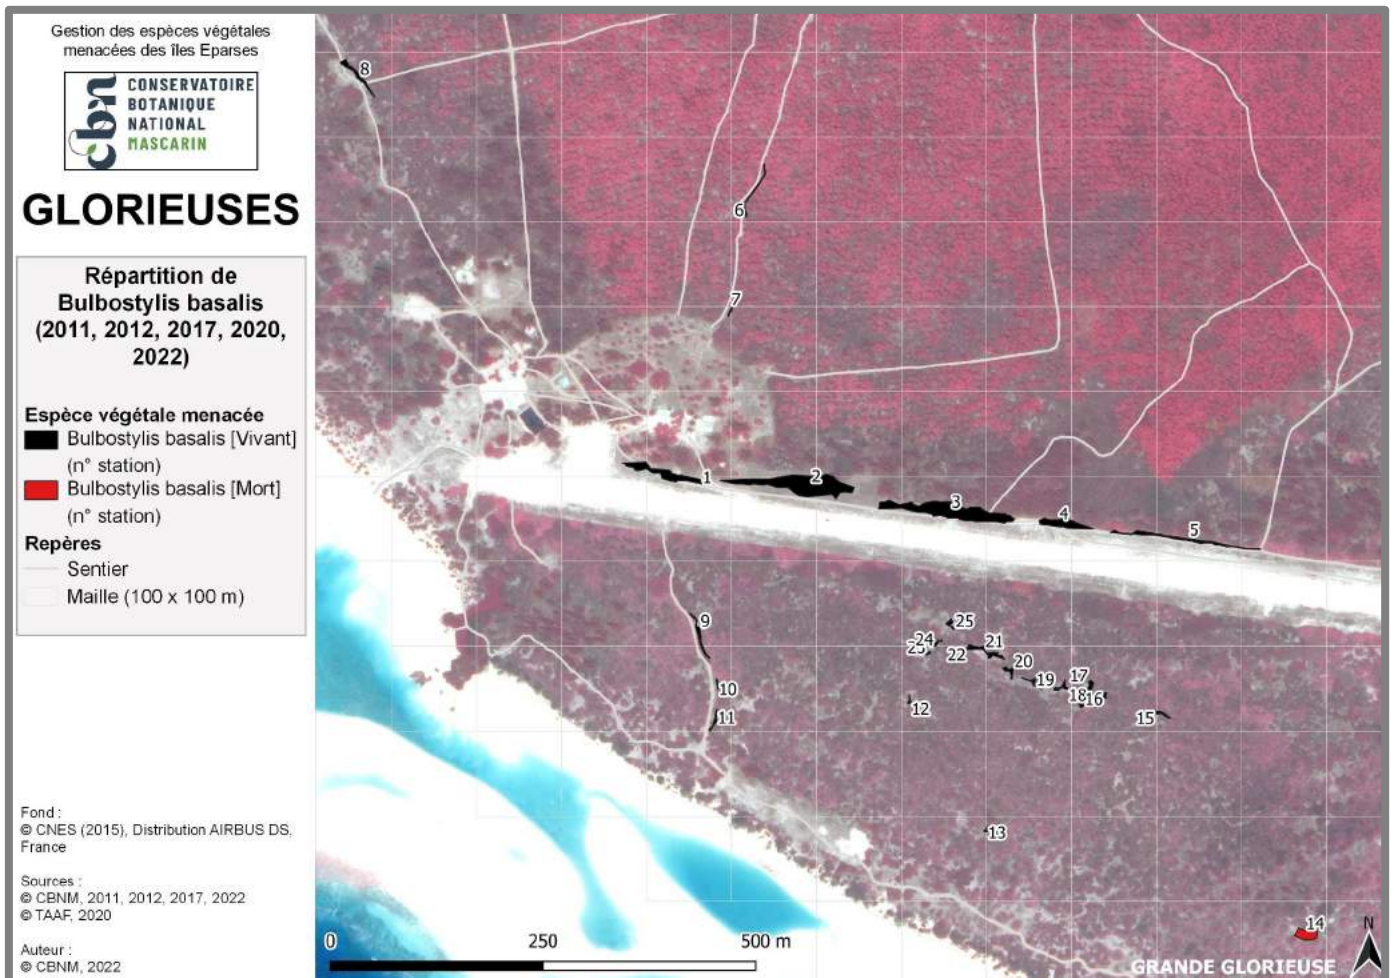 Gestion des espèces végétales
menacées des îles Eparses
cbn
CONSERVATOIRE
BOTANIQUE
NATIONAL
MASCARIN
GLORIEUSES
Répartition de
Bulbostylis basalis
(2011, 2012, 2017, 2020,
2022)
Espèce végétale menacée
Bulbostylis basalis [Vivant]
(n° station)
Bulbostylis basalis [Mort]
(n° station)
Repères
Sentier
Maille (100 x 100 m)
Fond :
© CNES (2015), Distribution AIRBUS DS,
France
Sources :
© CBNM, 2011, 2012, 2017, 2022
© TAAF, 2020
Auteur :
© CBNM, 2022
8
6
7
1
2
3
4
5
9
25
24
21
22
20
10
19
17
18
16
12
11
15
13
14
N
0 250 500 m
GRANDE GLORIEUSE